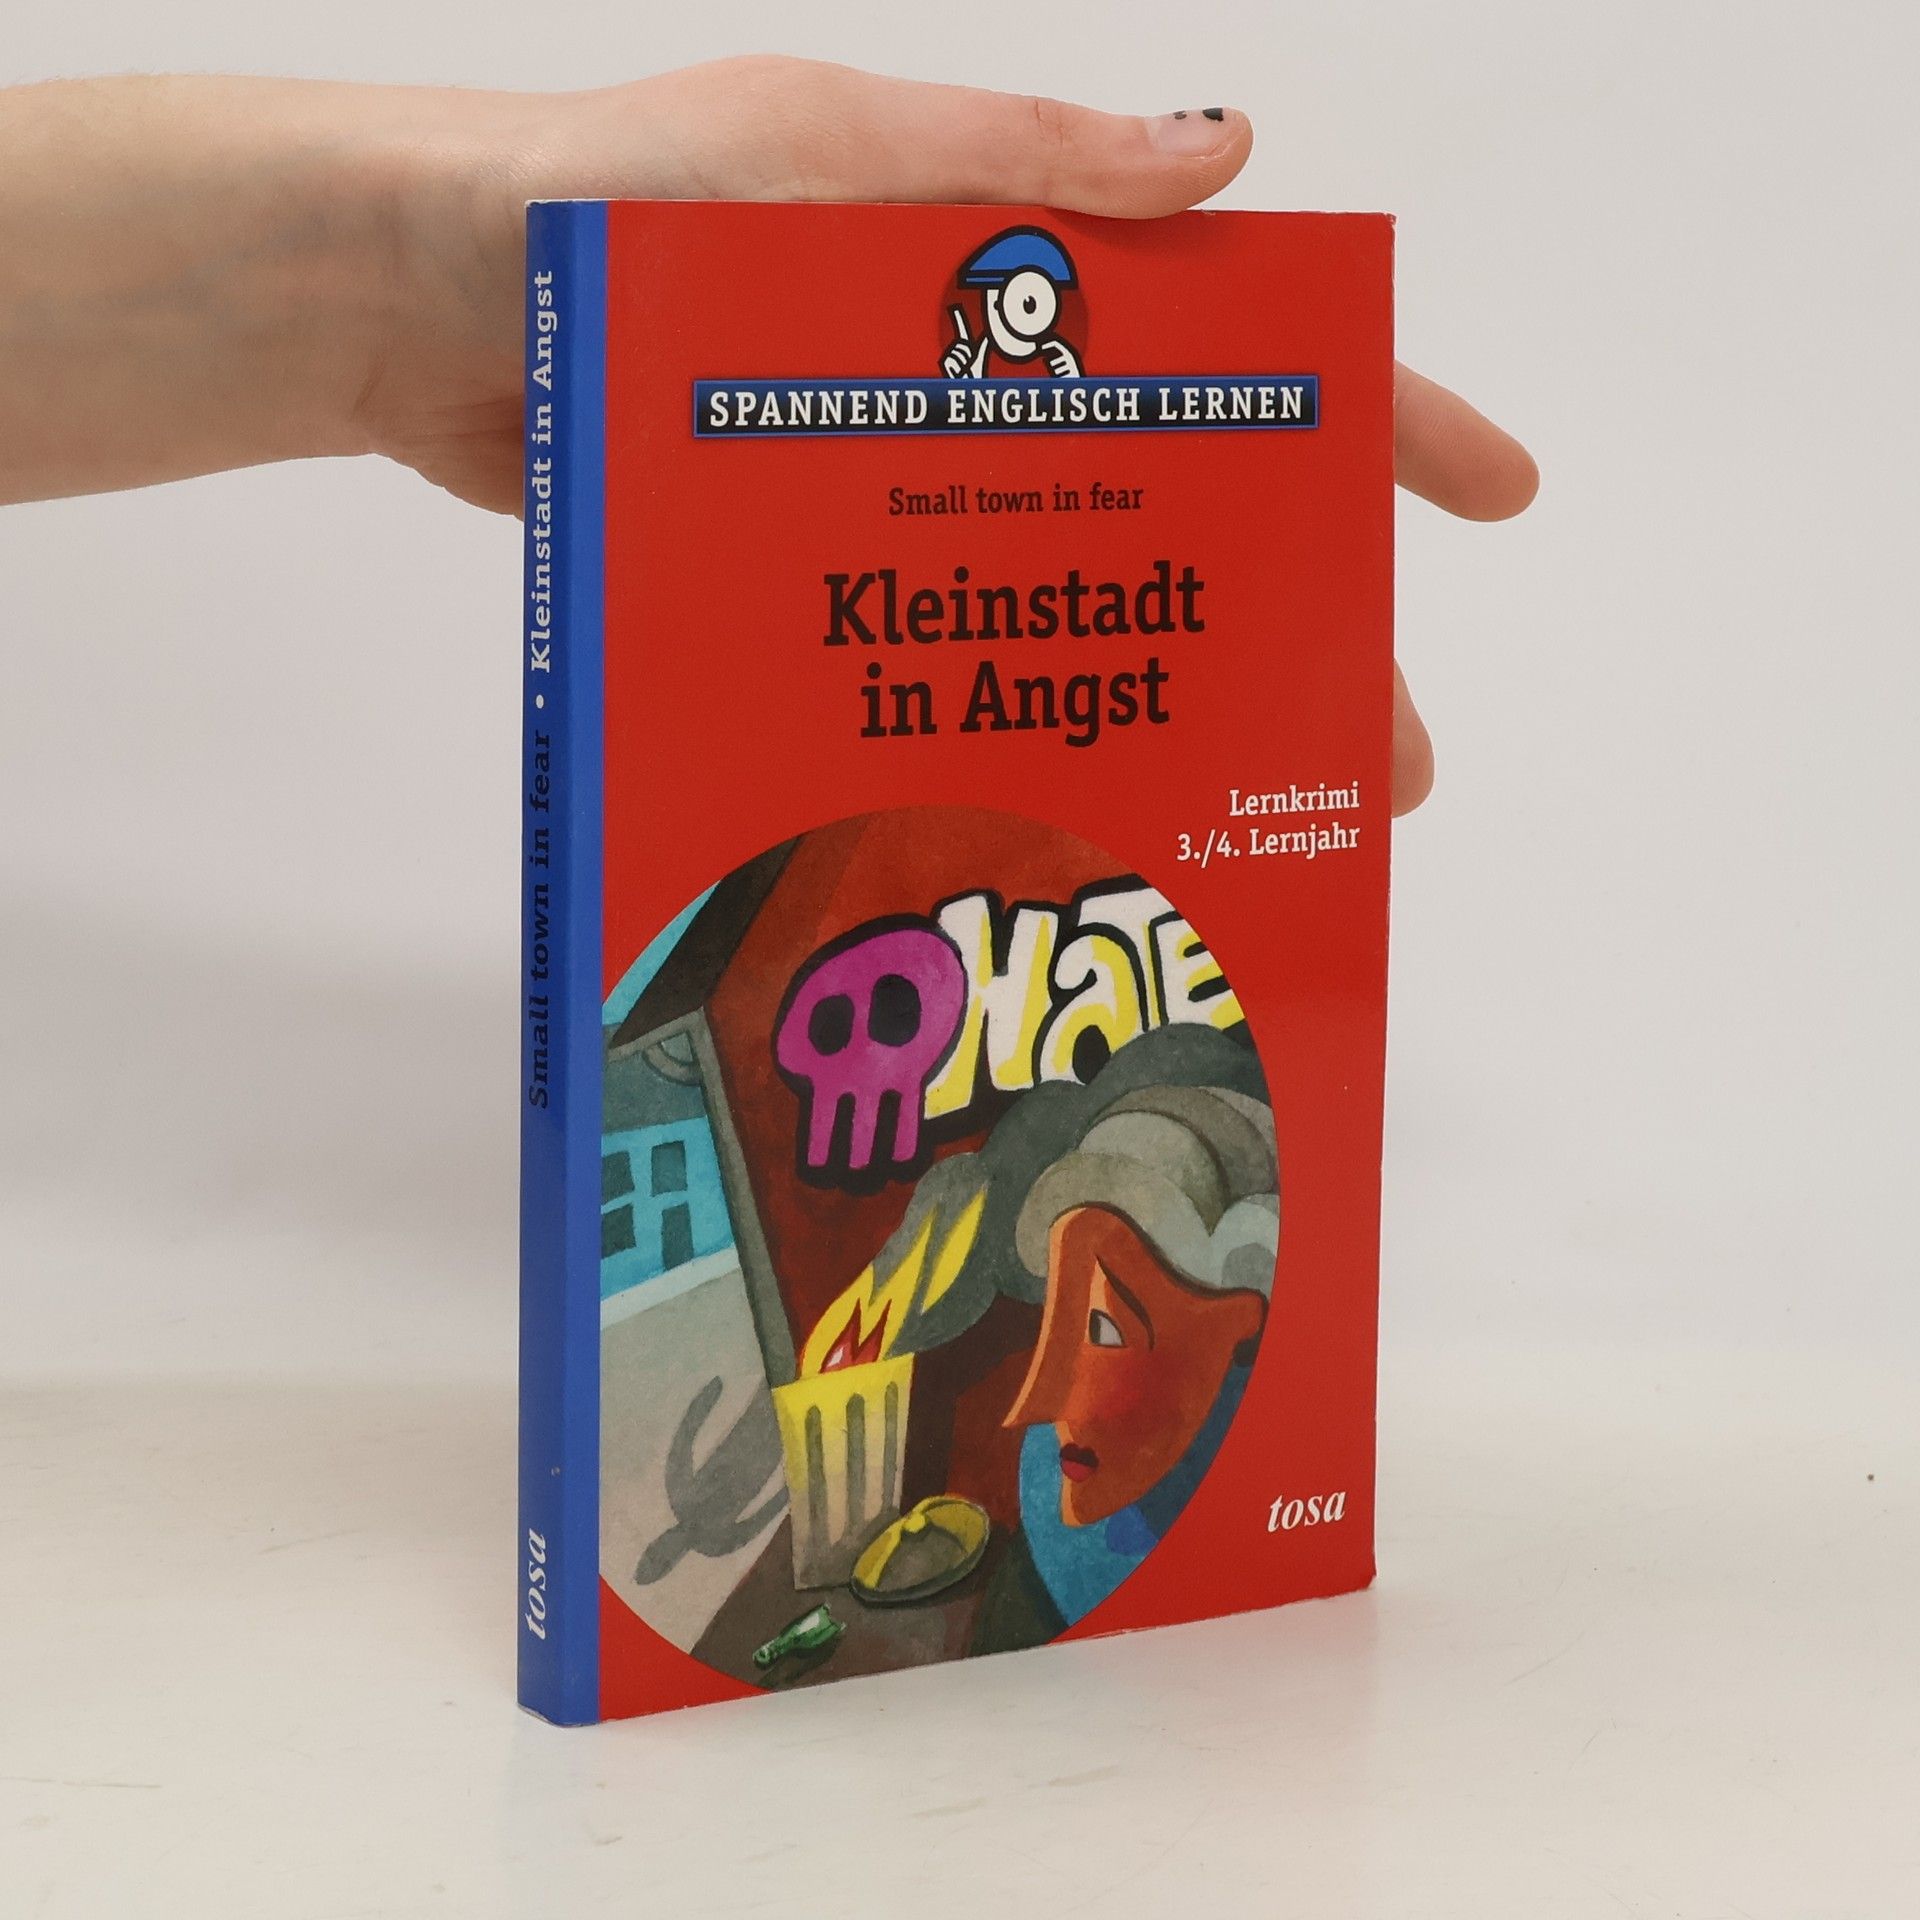 SPANNEND ENGLISCH LERNEN
Small town in fear
Kleinstadt
in Angst
Lernkrimi
3./4. Lernjahr
HaTE
tosa
Small town in fear • Kleinstadt in Angst
tosa